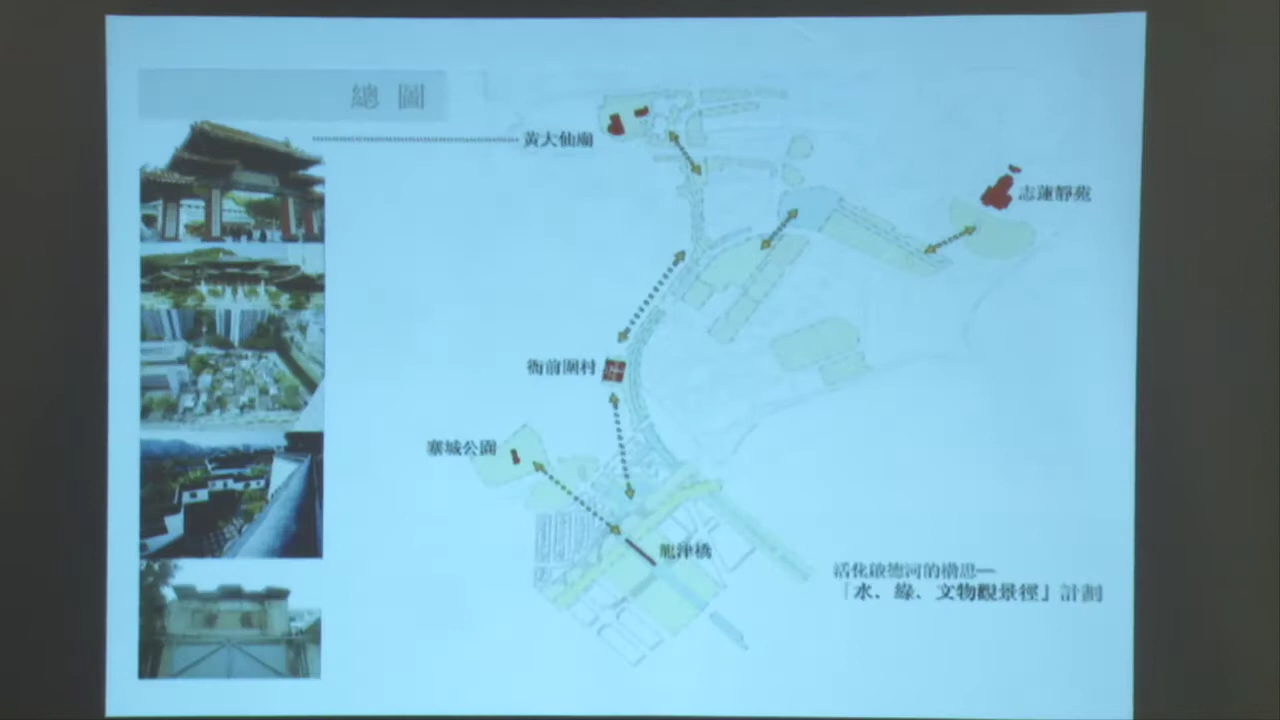 總圖
黃大仙廟
志蓮靜苑
衙前圍村
寨城公園
龍津橋
活化啟德河的構思—
「水、綠、文物觀景徑」計劃